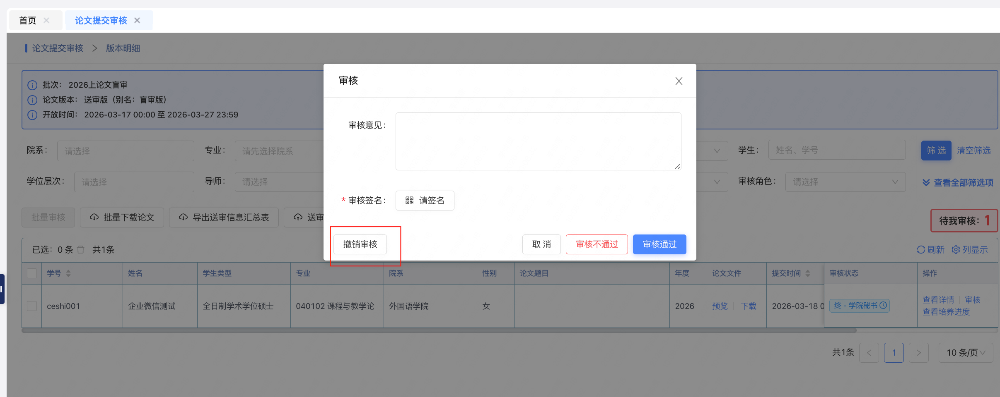 首页
论文提交审核
论文提交审核 > 版本明细
批次： 2026上论文盲审
论文版本： 送审版（别名：盲审版）
开放时间： 2026-03-17 00:00 至 2026-03-27 23:59
院系： 请选择
专业： 请先选择院系
学生： 姓名、学号
筛 选
清空筛选
学位层次： 请选择
导师： 请选择
审核角色： 请选择
查看全部筛选项
批量审核
批量下载论文
导出送审信息汇总表
送审
待我审核： 1
审核
审核意见：
* 审核签名： 请签名
撤销审核
取 消
审核不通过
审核通过
已选： 0 条 共1条
刷新
列显示
学号 姓名 学生类型 专业 院系 性别 论文题目 年度 论文文件 提交时间 审核状态 操作
ceshi001 企业微信测试 全日制学术学位硕士 040102 课程与教学论 外国语学院 女 2026 预览 下载 2026-03-18 0 终 - 学院秘书 查看详情 审核
查看培养进度
共1条 < 1 > 10 条/页